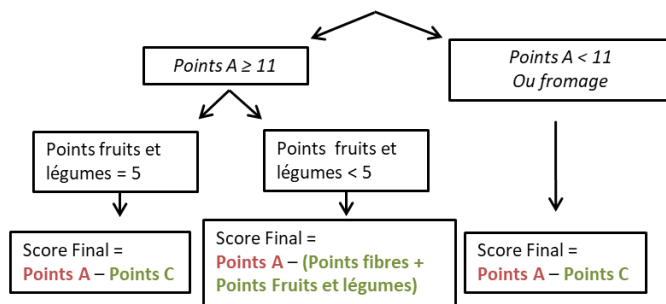 Points A ≥ 11
Points A < 11
Ou fromage
Points fruits et
légumes = 5
Points fruits et
légumes < 5
Score Final =
Points A – Points C
Score Final =
Points A – (Points fibres +
Points Fruits et légumes)
Score Final =
Points A – Points C